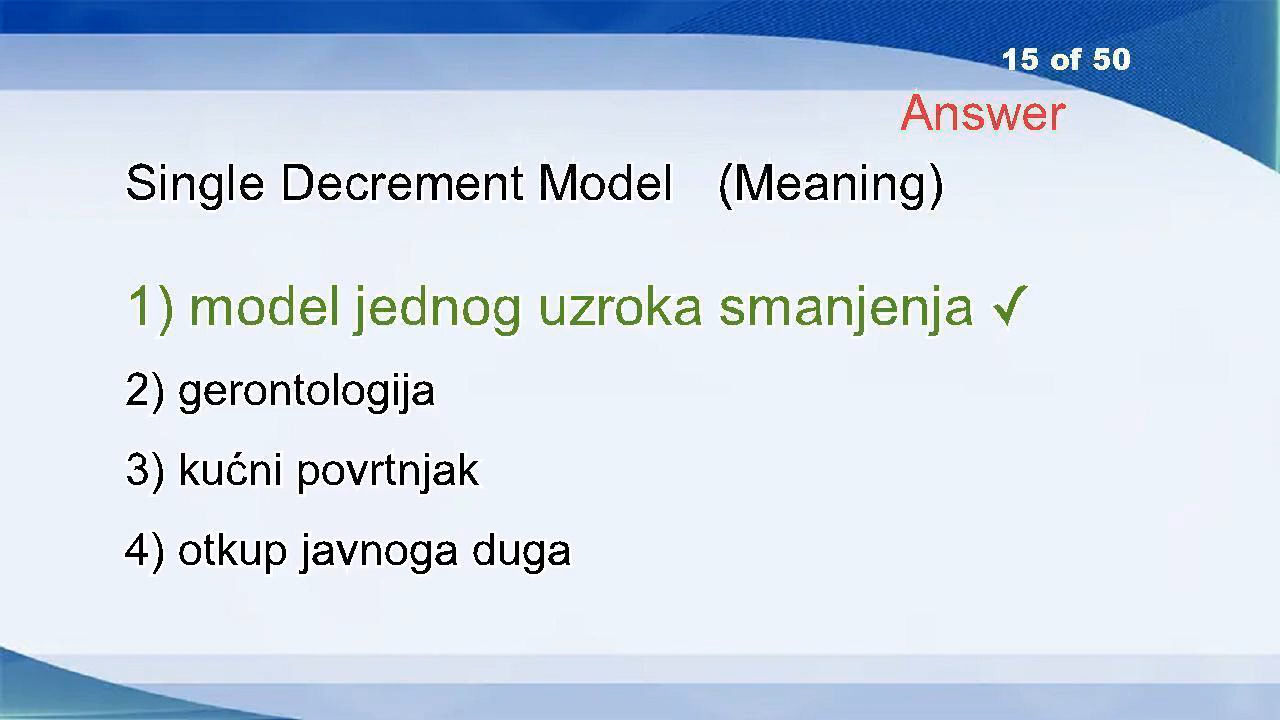 15 of 50
Answer
Single Decrement Model (Meaning)
1) model jednog uzroka smanjenja ✓
2) gerontologija
3) kućni povrtnjak
4) otkup javnoga duga